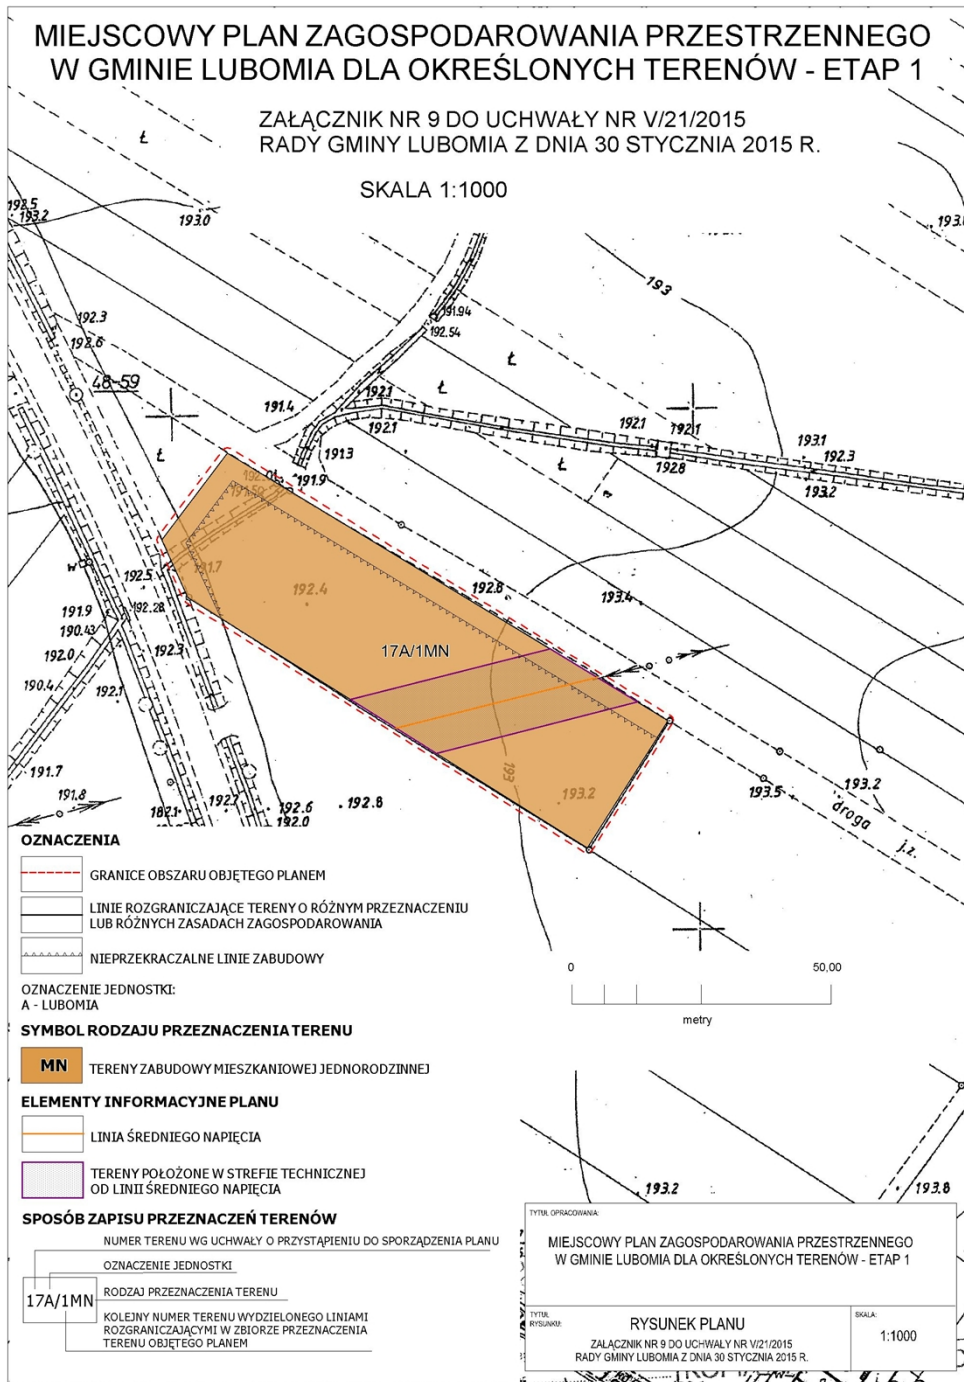 MIEJSCOWY PLAN ZAGOSPODAROWANIA PRZESTRZENNEGO
W GMINIE LUBOMIA DLA OKREŚLONYCH TERENÓW - ETAP 1
ZAŁĄCZNIK NR 9 DO UCHWAŁY NR V/21/2015
RADY GMINY LUBOMIA Z DNIA 30 STYCZNIA 2015 R.
SKALA 1:1000
Ł
192.5
193.2
193.0
193
191.94
192.54
192.3
192.6
48-59
Ł
Ł
192.1
191.4
192.1
192.1
192.1
193.1
192.3
Ł
191.3
191.9
Ł
192.8
193.2
w
191.7
192.5
192.28
192.4
192.8
193.4
w
191.9
190.43
192.0
192.3
17A/1MN
190.4
192.1
191.7
193
191.8
192.7
192.6
192.0
192.8
193.2
193.5
193.2
droga
j.z.
OZNACZENIA
GRANICE OBSZARU OBJĘTEGO PLANEM
LINIE ROZGRANICZAJĄCE TERENY O RÓŻNYM PRZEZNACZENIU
LUB RÓŻNYCH ZASADACH ZAGOSPODAROWANIA
NIEPRZEKRACZALNE LINIE ZABUDOWY
OZNACZENIE JEDNOSTKI:
A - LUBOMIA
0 50,00
metry
SYMBOL RODZAJU PRZEZNACZENIA TERENU
MN TERENY ZABUDOWY MIESZKANIOWEJ JEDNORODZINNEJ
ELEMENTY INFORMACYJNE PLANU
LINIA ŚREDNIEGO NAPIĘCIA
TERENY POŁOŻONE W STREFIE TECHNICZNEJ
OD LINII ŚREDNIEGO NAPIĘCIA
193.2
193.8
SPOSÓB ZAPISU PRZEZNACZEŃ TERENÓW
NUMER TERENU WG UCHWAŁY O PRZYSTĄPIENIU DO SPORZĄDZENIA PLANU
OZNACZENIE JEDNOSTKI
RODZAJ PRZEZNACZENIA TERENU
17A/1MN
KOLEJNY NUMER TERENU WYDZIELONEGO LINIAMI
ROZGRANICZAJĄCYMI W ZBIORZE PRZEZNACZENIA
TERENU OBJĘTEGO PLANEM
TYTUŁ OPRACOWANIA:
MIEJSCOWY PLAN ZAGOSPODAROWANIA PRZESTRZENNEGO
W GMINIE LUBOMIA DLA OKREŚLONYCH TERENÓW - ETAP 1
TYTUŁ
RYSUNKU:
RYSUNEK PLANU
ZAŁĄCZNIK NR 9 DO UCHWAŁY NR V/21/2015
RADY GMINY LUBOMIA Z DNIA 30 STYCZNIA 2015 R.
SKALA:
1:1000